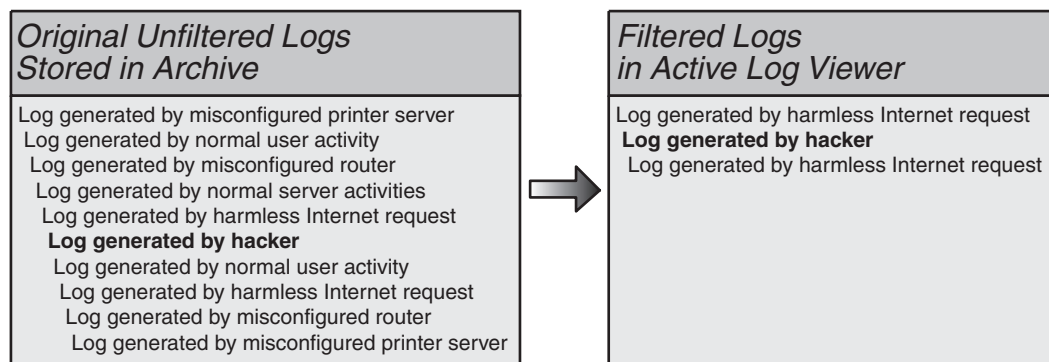 Original Unfiltered Logs
Stored in Archive
Log generated by misconfigured printer server
Log generated by normal user activity
Log generated by misconfigured router
Log generated by normal server activities
Log generated by harmless Internet request
Log generated by hacker
Log generated by normal user activity
Log generated by harmless Internet request
Log generated by misconfigured router
Log generated by misconfigured printer server
Filtered Logs
in Active Log Viewer
Log generated by harmless Internet request
Log generated by hacker
Log generated by harmless Internet request